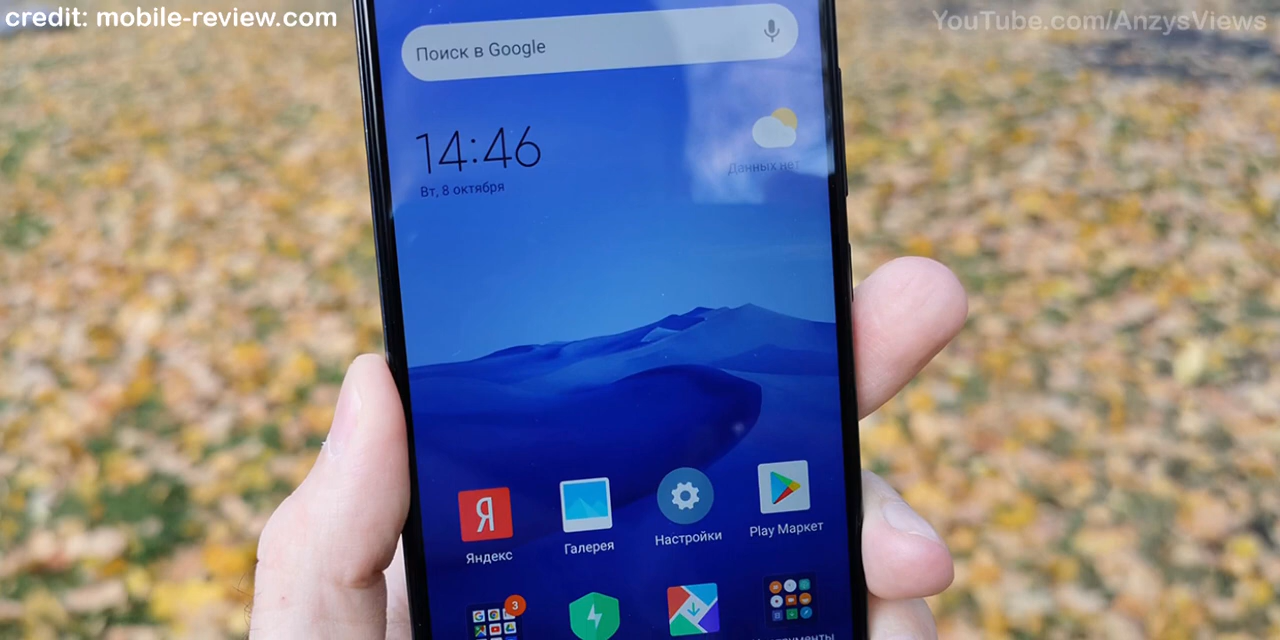 credit: mobile-review.com
YouTube.com/AnzysViews
Поиск в Google
14:46
Вт, 8 октября
Данных нет
Я
Яндекс
Галерея
Настройки
Play Маркет
3